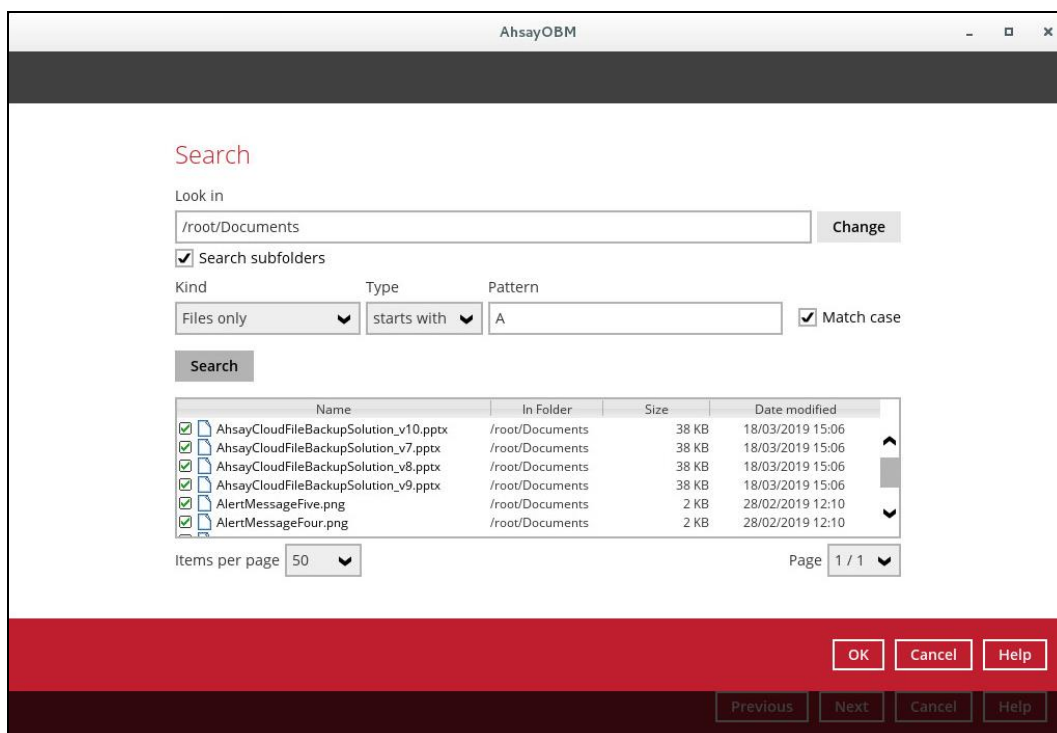 AhsayOBM
Search
Look in
/root/Documents Change
Search subfolders
Kind Type Pattern
Files only starts with A Match case
Search
Name In Folder Size Date modified
AhsayCloudFileBackupSolution_v10.pptx /root/Documents 38 KB 18/03/2019 15:06
AhsayCloudFileBackupSolution_v7.pptx /root/Documents 38 KB 18/03/2019 15:06
AhsayCloudFileBackupSolution_v8.pptx /root/Documents 38 KB 18/03/2019 15:06
AhsayCloudFileBackupSolution_v9.pptx /root/Documents 38 KB 18/03/2019 15:06
AlertMessageFive.png /root/Documents 2 KB 28/02/2019 12:10
AlertMessageFour.png /root/Documents 2 KB 28/02/2019 12:10
Items per page 50 Page 1 / 1
OK Cancel Help
Previous Next Cancel Help